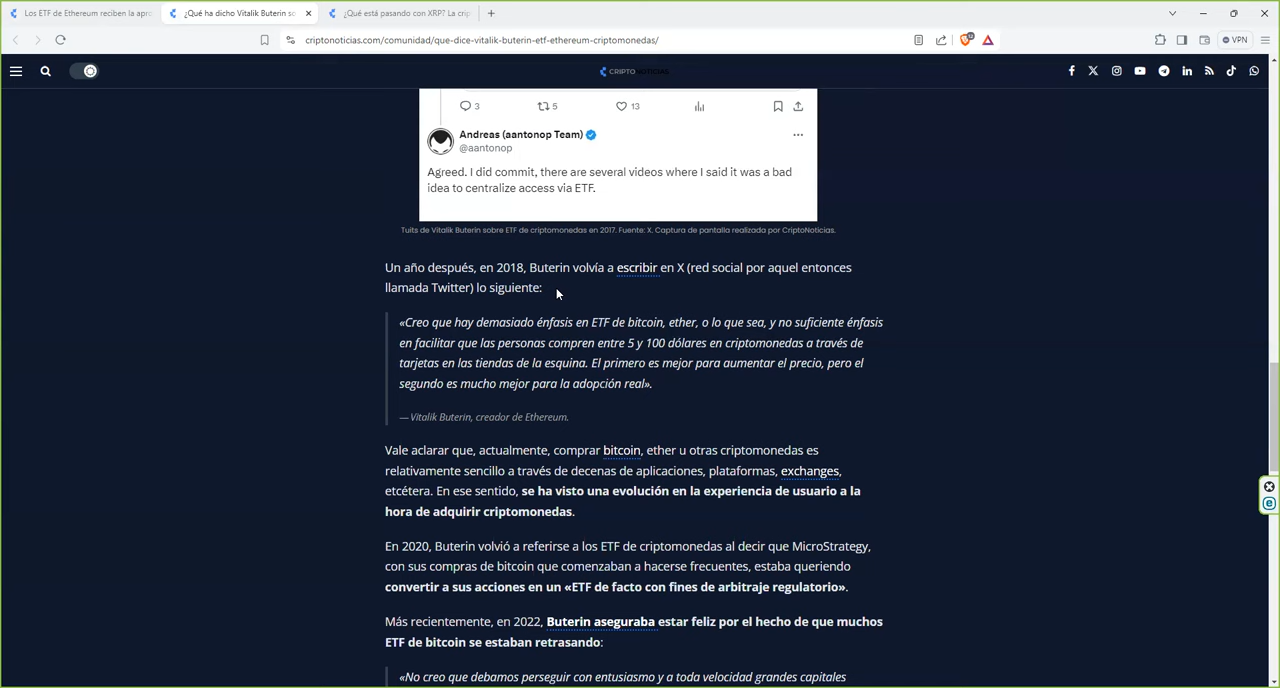 Los ETF de Ethereum reciben la apro
¿Qué ha dicho Vitalik Buterin so
¿Qué está pasando con XRP? La crip
criptonoticias.com/comunidad/que-dice-vitalik-buterin-etf-ethereum-criptomonedas/
VPN
CRIPTONOTICIAS
3 5 13
Andreas (aantonop Team)
@aantonop
Agreed. I did commit, there are several videos where I said it was a bad
idea to centralize access via ETF.
Tuits de Vitalik Buterin sobre ETF de criptomonedas en 2017. Fuente: X. Captura de pantalla realizada por CriptoNoticias.
Un año después, en 2018, Buterin volvía a escribir en X (red social por aquel entonces
llamada Twitter) lo siguiente:
«Creo que hay demasiado énfasis en ETF de bitcoin, ether, o lo que sea, y no suficiente énfasis
en facilitar que las personas compren entre 5 y 100 dólares en criptomonedas a través de
tarjetas en las tiendas de la esquina. El primero es mejor para aumentar el precio, pero el
segundo es mucho mejor para la adopción real».
— Vitalik Buterin, creador de Ethereum.
Vale aclarar que, actualmente, comprar bitcoin, ether u otras criptomonedas es
relativamente sencillo a través de decenas de aplicaciones, plataformas, exchanges,
etcétera. En ese sentido, se ha visto una evolución en la experiencia de usuario a la
hora de adquirir criptomonedas.
En 2020, Buterin volvió a referirse a los ETF de criptomonedas al decir que MicroStrategy,
con sus compras de bitcoin que comenzaban a hacerse frecuentes, estaba queriendo
convertir a sus acciones en un «ETF de facto con fines de arbitraje regulatorio».
Más recientemente, en 2022, Buterin aseguraba estar feliz por el hecho de que muchos
ETF de bitcoin se estaban retrasando:
«No creo que debamos perseguir con entusiasmo y a toda velocidad grandes capitales